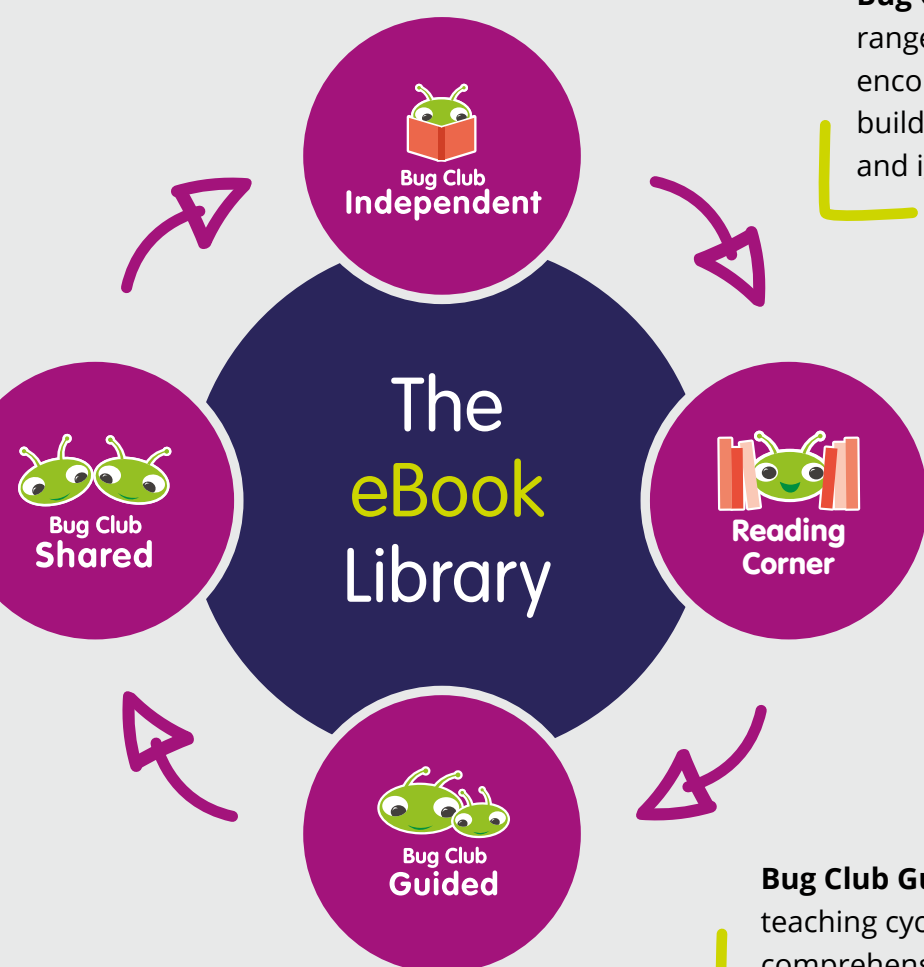 Bug
range
enco
build
and i
Bug Club
Independent
The
eBook
Library
Bug Club
Shared
Reading
Corner
Bug Club
Guided
Bug Club Gu
teaching cyc